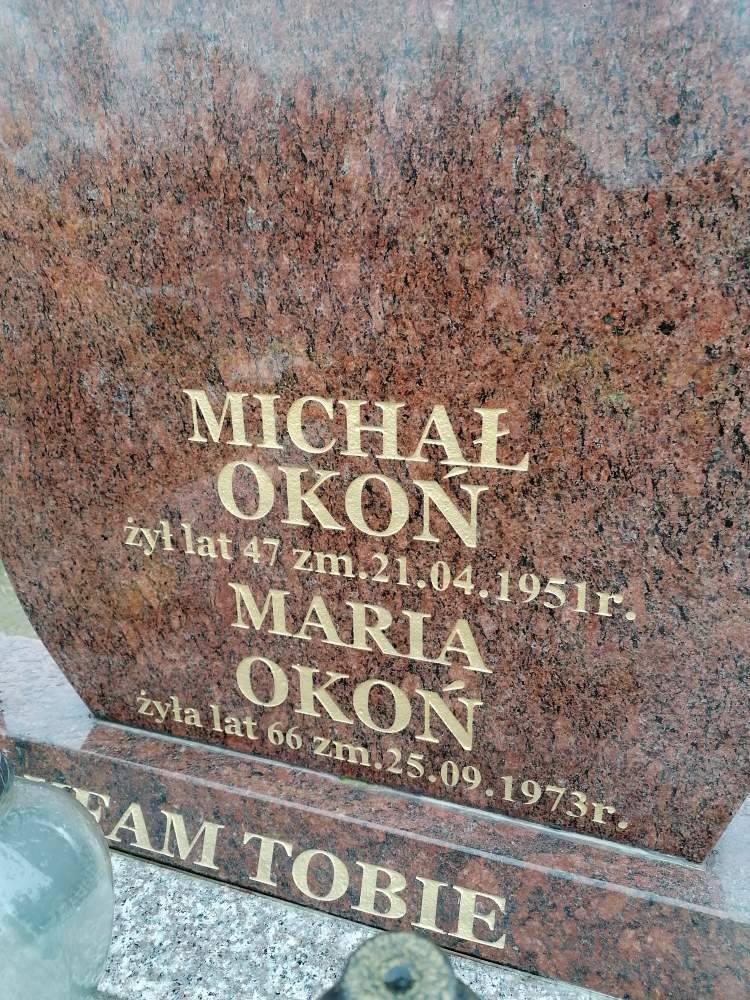 MICHAŁ
OKOŃ
żył lat 47 zm.21.04.1951r.
MARIA
OKOŃ
żyła lat 66 zm.25.09.1973r.
TOBIE